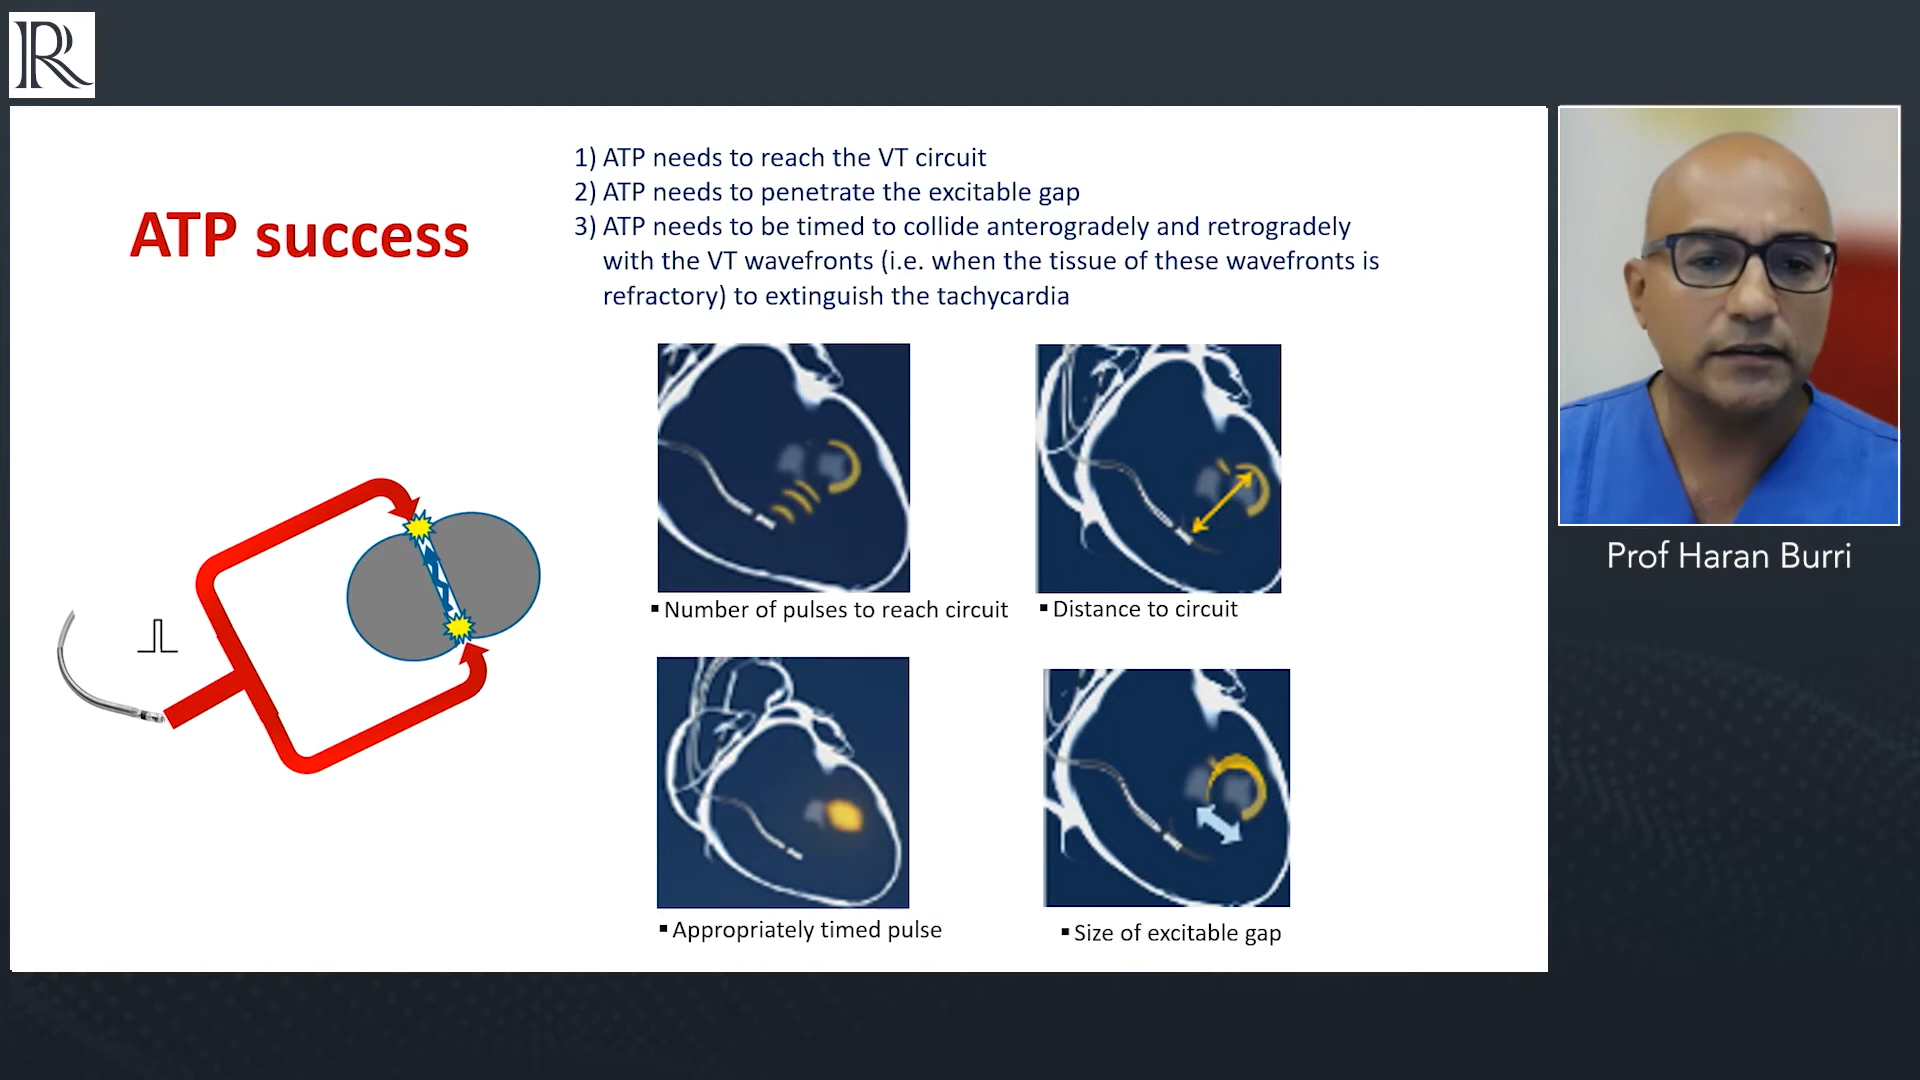 R
ATP success
1) ATP needs to reach the VT circuit
2) ATP needs to penetrate the excitable gap
3) ATP needs to be timed to collide anterogradely and retrogradely
with the VT wavefronts (i.e. when the tissue of these wavefronts is
refractory) to extinguish the tachycardia
▪ Number of pulses to reach circuit
▪ Distance to circuit
▪ Appropriately timed pulse
▪ Size of excitable gap
Prof Haran Burri